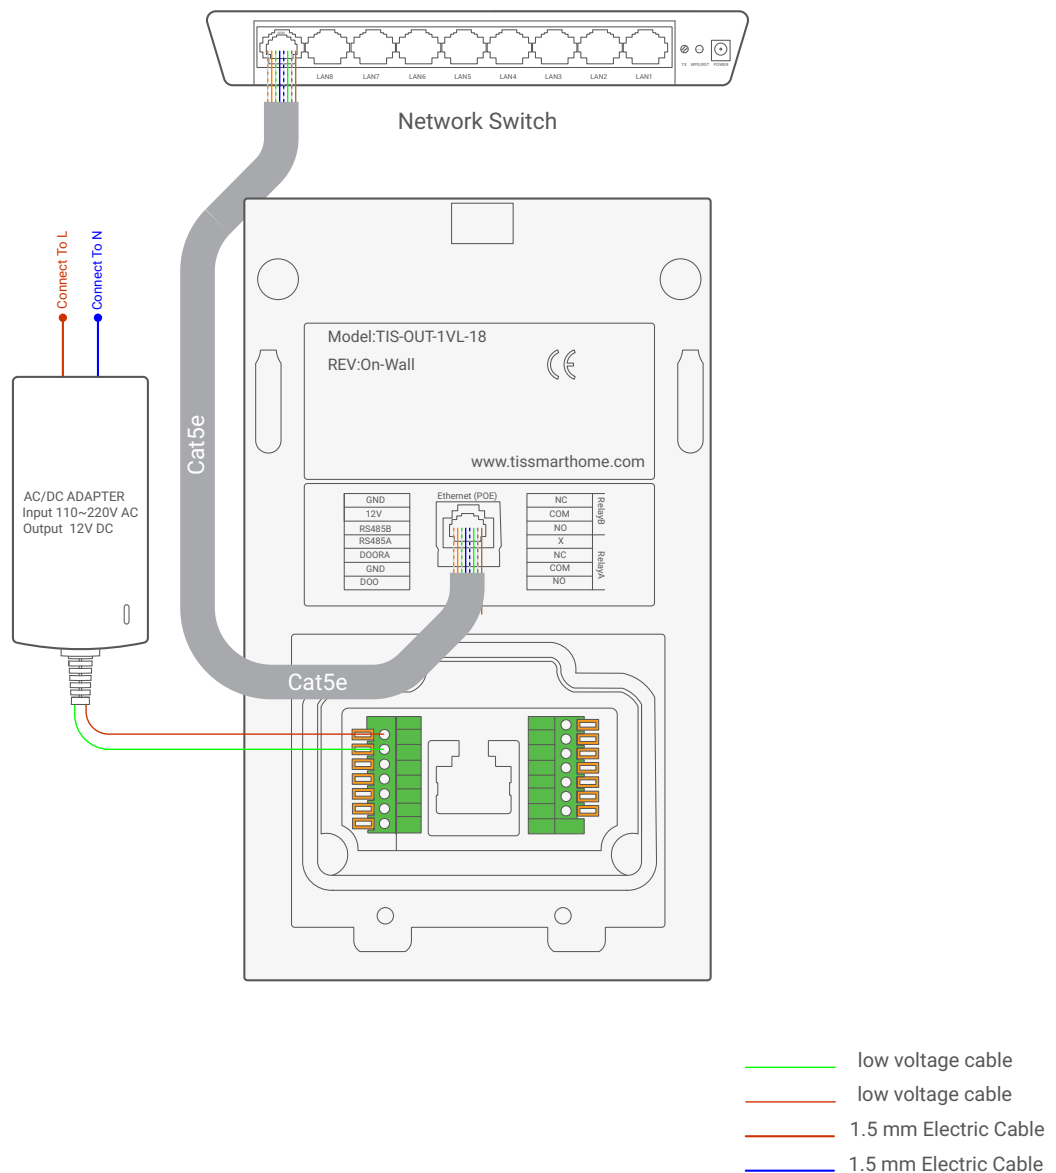 LAN8 LAN7 LAN6 LAN5 LAN4 LAN3 LAN2 LAN1
TX WPS/RST POWER
Network Switch
Connect To L
Connect To N
Model:TIS-OUT-1VL-18
REV:On-Wall
CE
www.tissmarthome.com
Cat5e
AC/DC ADAPTER
Input 110~220V AC
Output 12V DC
Ethernet (POE)
GND
12V
RS485B
RS485A
DOORA
GND
DOO
NC
COM
NO
X
NC
COM
NO
RelayB
RelayA
Cat5e
low voltage cable
low voltage cable
1.5 mm Electric Cable
1.5 mm Electric Cable